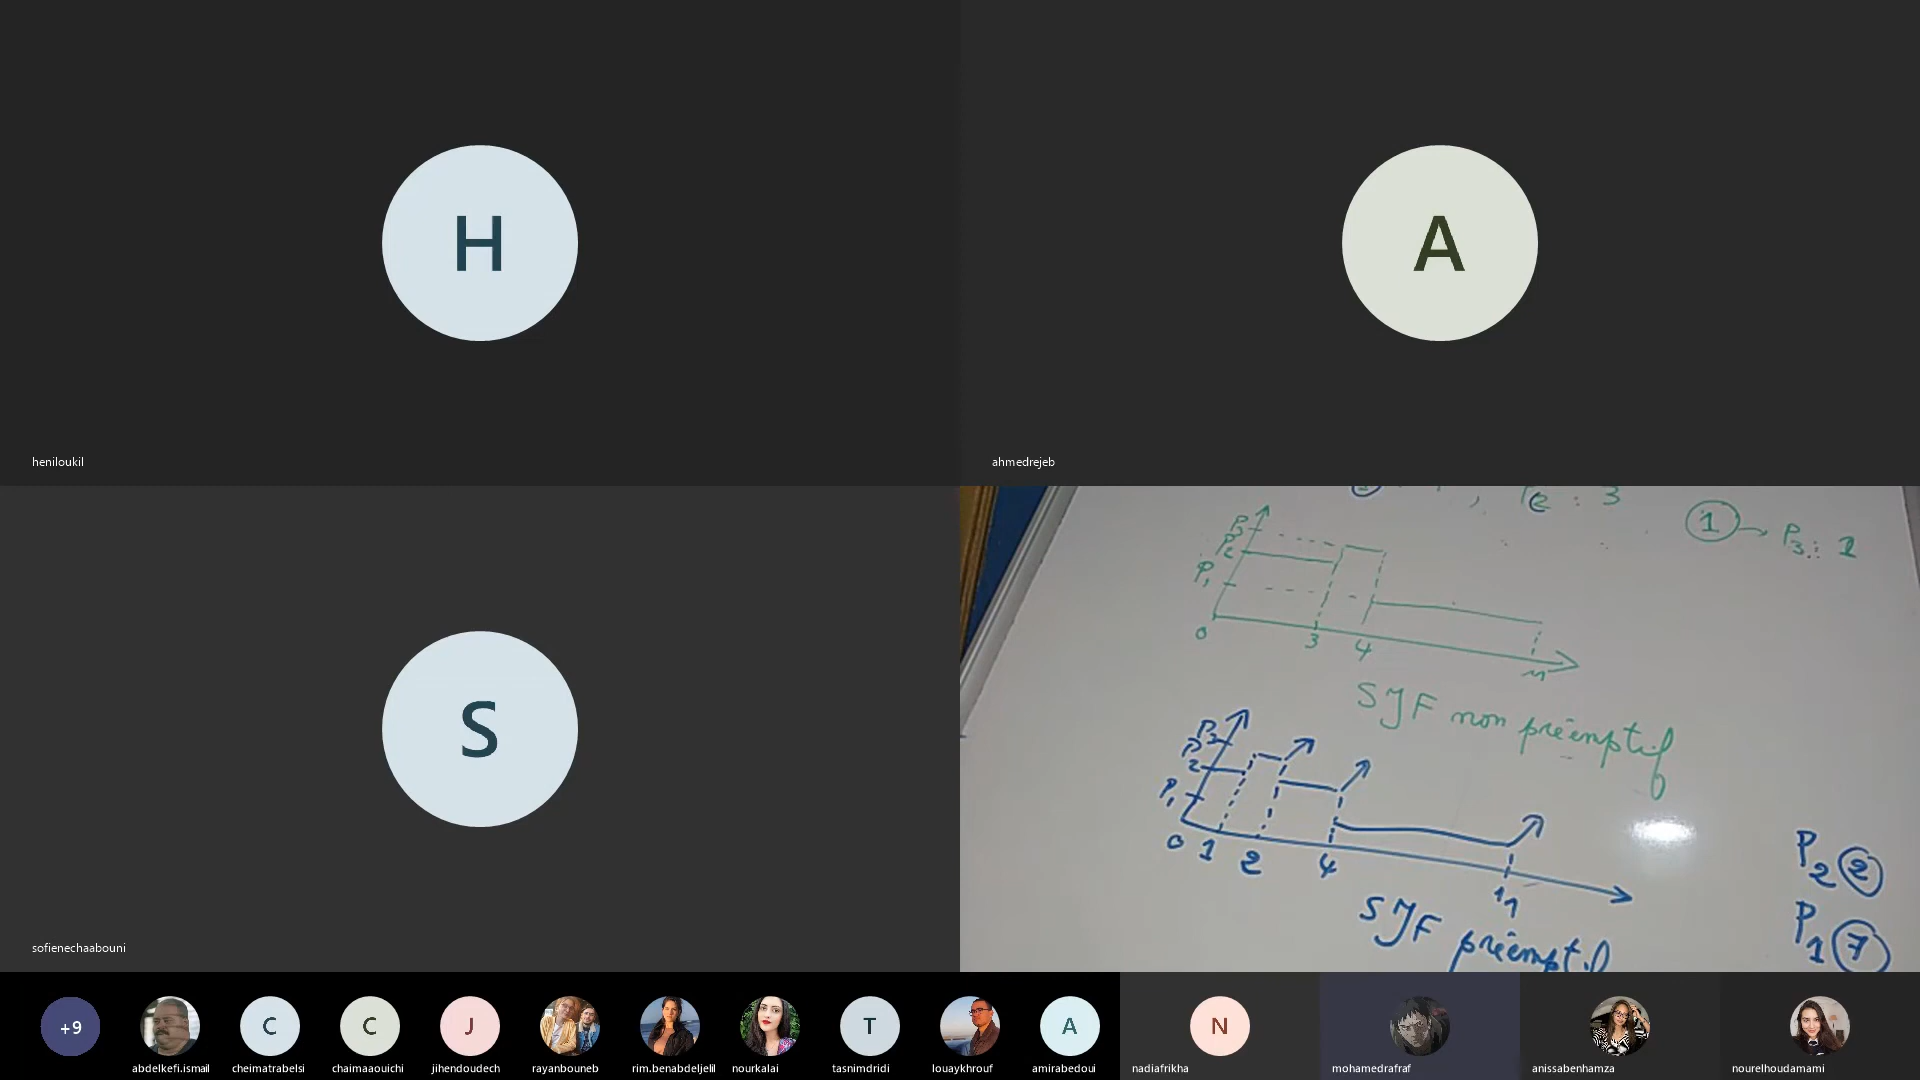 H
heniloukil
A
ahmedrejeb
S
sofienechaabouni
: 3
1 → P3 : 1
P3
P2
P1
0 3 4 11
SJF non préemptif
P3
P2
P1
0 1 2 4 11
SJF préemptif
P2 2
P1 7
+9
abdelkefi.ismail
C
cheimatrabelsi
C
chaimaaouichi
J
jihendoudech
rayanbouneb
rim.benabdeljelil
nourkalai
T
tasnimdridi
louaykhrouf
A
amirabedoui
N
nadiafrikha
mohamedrafraf
anissabenhamza
nourelhoudamami